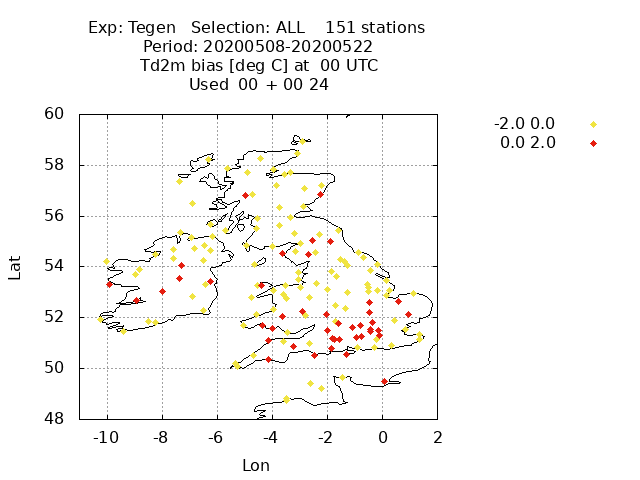 Exp: Tegen Selection: ALL 151 stations
Period: 20200508-20200522
Td2m bias [deg C] at 00 UTC
Used 00 + 00 24
-2.0 0.0
0.0 2.0
60
58
56
54
52
50
48
Lat
-10 -8 -6 -4 -2 0 2
Lon